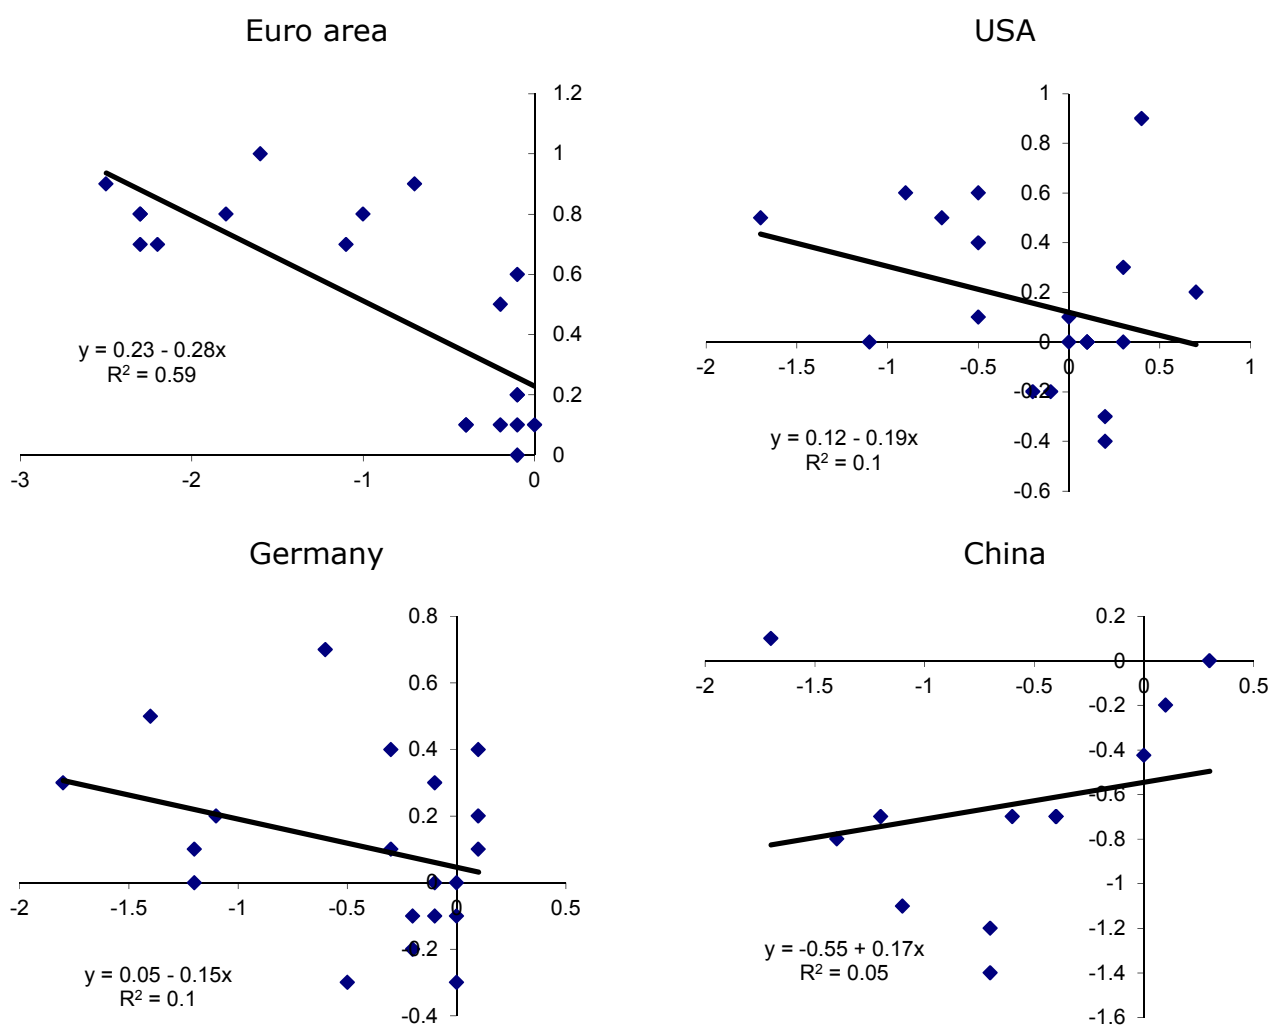 Euro area
1.2
1
0.8
0.6
0.4
0.2
0
-3 -2 -1 0
y = 0.23 - 0.28x
R² = 0.59
USA
1
0.8
0.6
0.4
0.2
0
-0.2
-0.4
-0.6
-2 -1.5 -1 -0.5 0 0.5 1
y = 0.12 - 0.19x
R² = 0.1
Germany
0.8
0.6
0.4
0.2
0
-0.2
-0.4
-2 -1.5 -1 -0.5 0 0.5
y = 0.05 - 0.15x
R² = 0.1
China
0.2
0
-0.2
-0.4
-0.6
-0.8
-1
-1.2
-1.4
-1.6
-2 -1.5 -1 -0.5 0 0.5
y = -0.55 + 0.17x
R² = 0.05